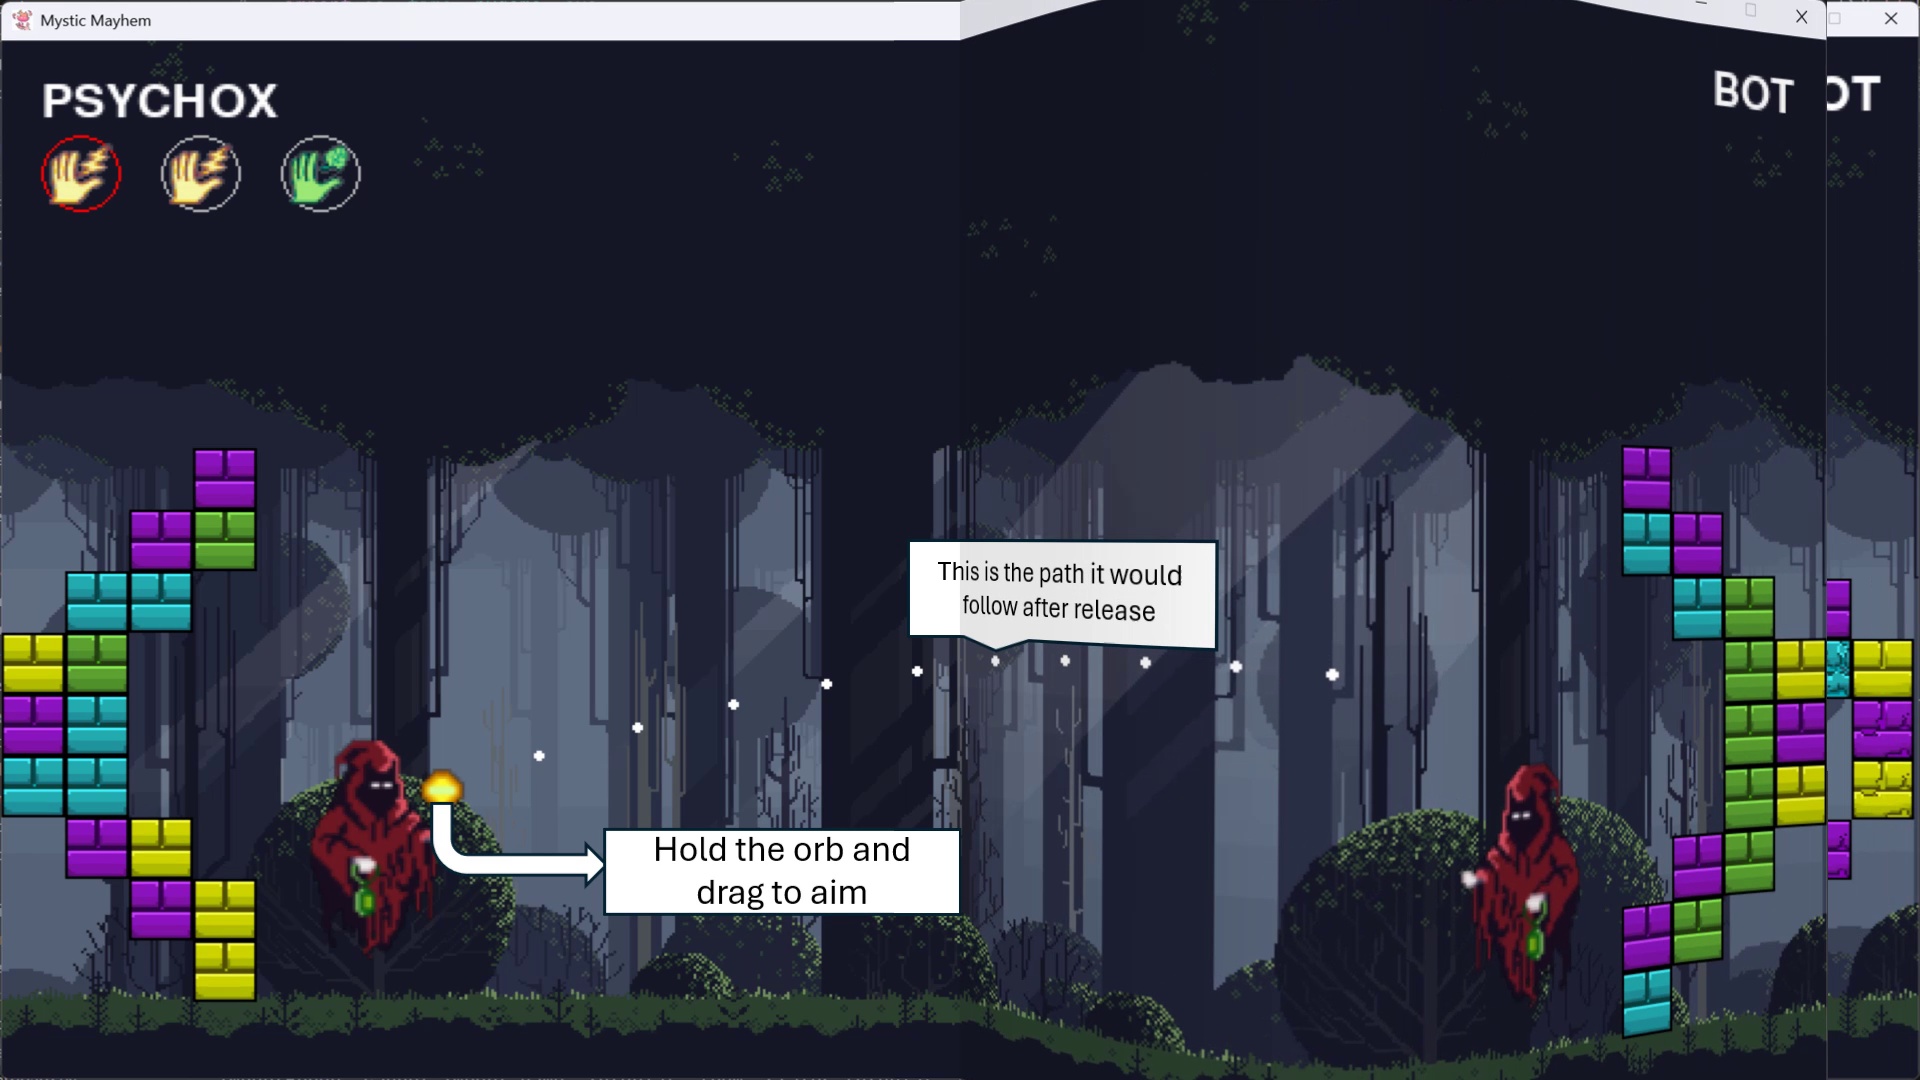 Mystic Mayhem
PSYCHOX
BOT
OT
This is the path it would
follow after release
Hold the orb and
drag to aim